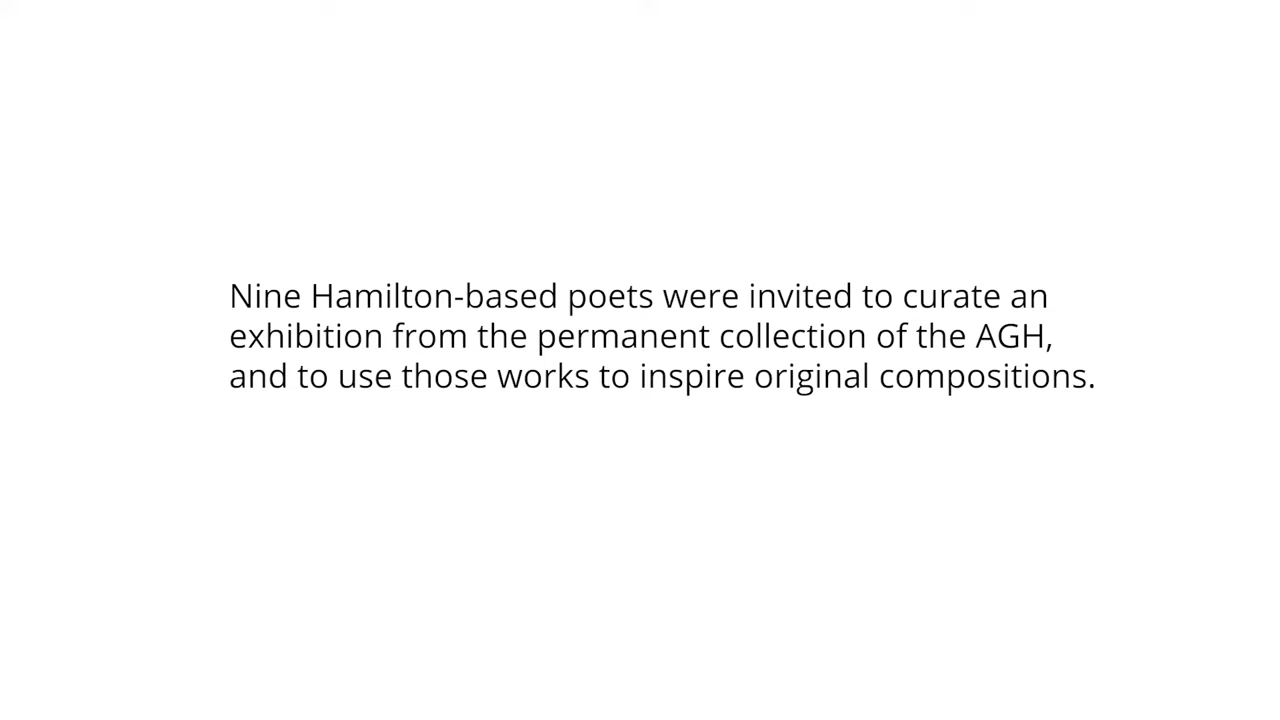 Nine Hamilton-based poets were invited to curate an
exhibition from the permanent collection of the AGH,
and to use those works to inspire original compositions.